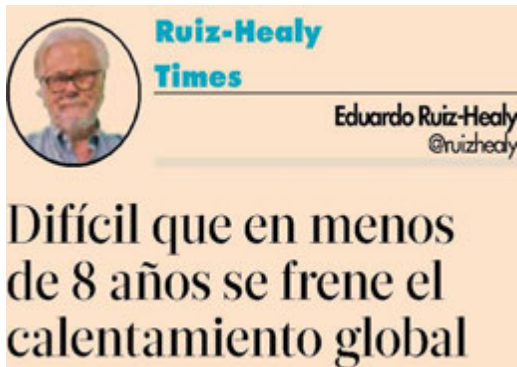 Ruiz-Healy
Times
Eduardo Ruiz-Healy
@ruizhealy
Difícil que en menos
de 8 años se frene el
calentamiento global